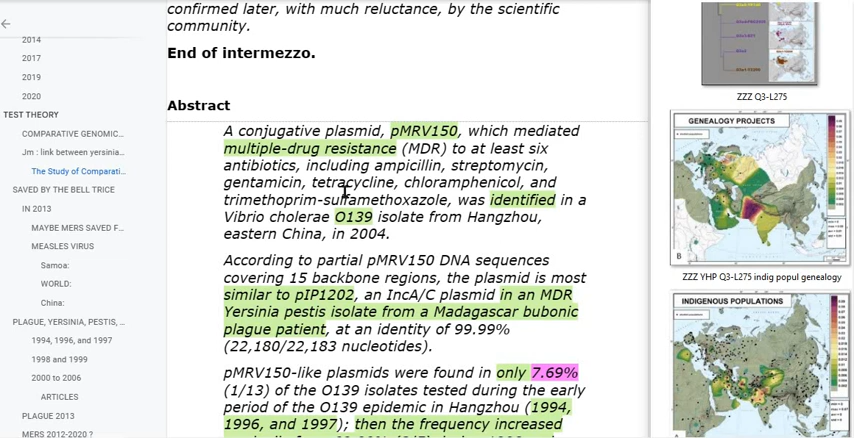 2014
2017
2019
2020
TEST THEORY
COMPARATIVE GENOMIC...
Jm : link between yersinia...
The Study of Comparati...
SAVED BY THE BELL TRICE
IN 2013
MAYBE MERS SAVED F...
MEASLES VIRUS
Samoa:
WORLD:
China:
PLAGUE, YERSINIA, PESTIS, ...
1994, 1996, and 1997
1998 and 1999
2000 to 2006
ARTICLES
PLAGUE 2013
MERS 2012-2020 ?
confirmed later, with much reluctance, by the scientific
community.
End of intermezzo.
Abstract
A conjugative plasmid, pMRV150, which mediated
multiple-drug resistance (MDR) to at least six
antibiotics, including ampicillin, streptomycin,
gentamicin, tetracycline, chloramphenicol, and
trimethoprim-sulfamethoxazole, was identified in a
Vibrio cholerae O139 isolate from Hangzhou,
eastern China, in 2004.
According to partial pMRV150 DNA sequences
covering 15 backbone regions, the plasmid is most
similar to pIP1202, an IncA/C plasmid in an MDR
Yersinia pestis isolate from a Madagascar bubonic
plague patient, at an identity of 99.99%
(22,180/22,183 nucleotides).
pMRV150-like plasmids were found in only 7.69%
(1/13) of the O139 isolates tested during the early
period of the O139 epidemic in Hangzhou (1994,
1996, and 1997); then the frequency increased
ZZZ Q3-L275
GENEALOGY PROJECTS
B
ZZZ YHP Q3-L275 indig popul genealogy
INDIGENOUS POPULATIONS